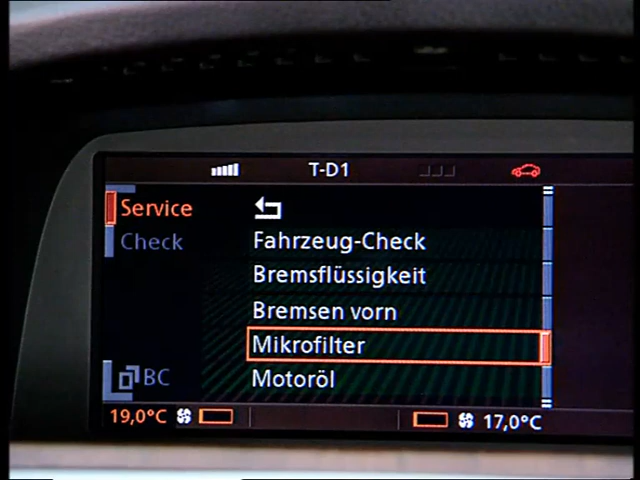 T-D1
Service
Check
Fahrzeug-Check
Bremsflüssigkeit
Bremsen vorn
Mikrofilter
Motoröl
BC
19,0°C
17,0°C